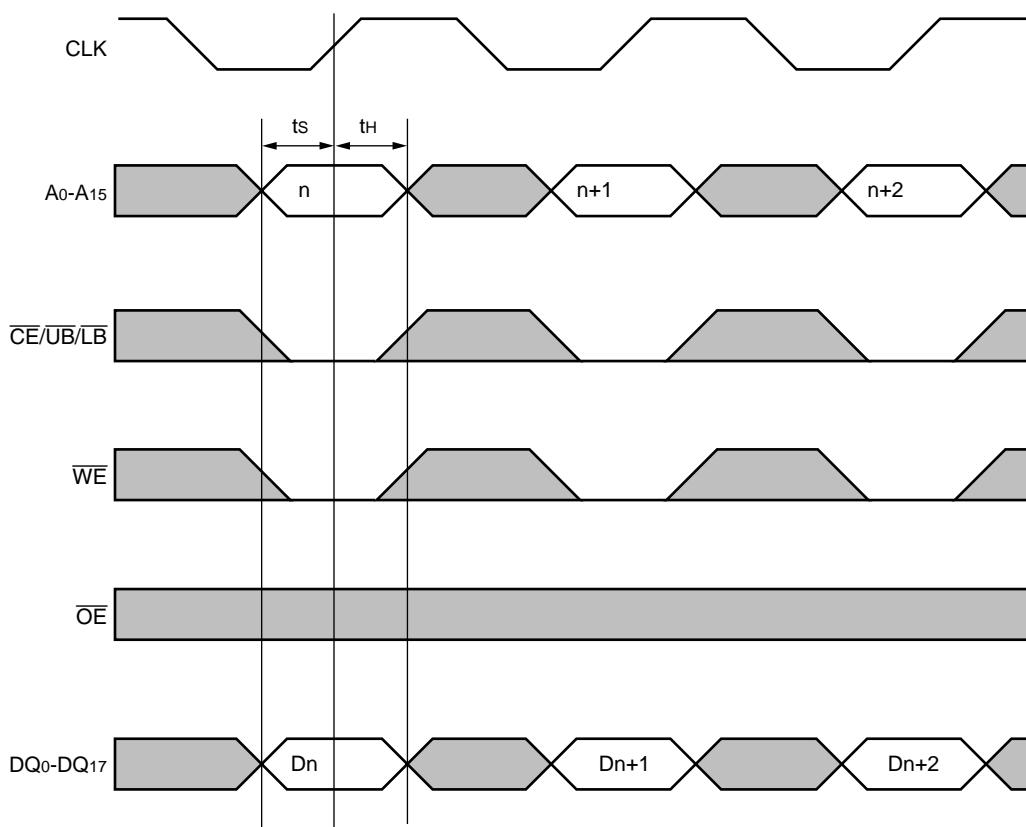 CLK
tS tH
A0-A15 n n+1 n+2
CE/UB/LB
WE
OE
DQ0-DQ17 Dn Dn+1 Dn+2